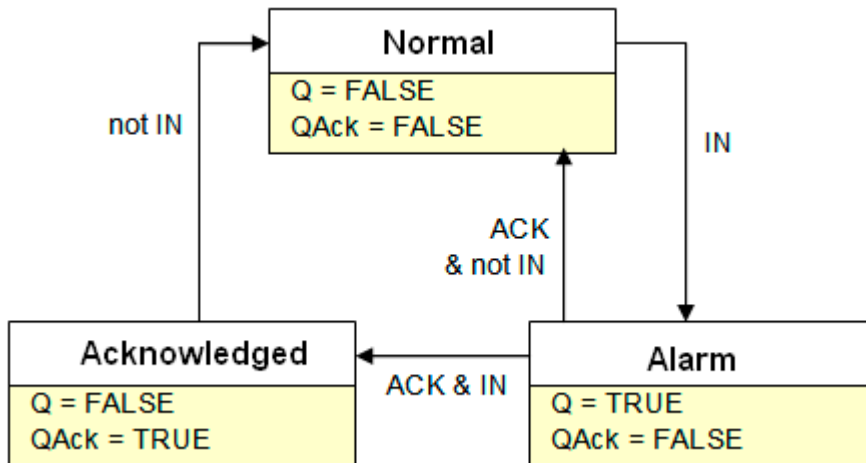 Normal
Q = FALSE
QAck = FALSE
not IN
IN
ACK
& not IN
Acknowledged
Q = FALSE
QAck = TRUE
ACK & IN
Alarm
Q = TRUE
QAck = FALSE